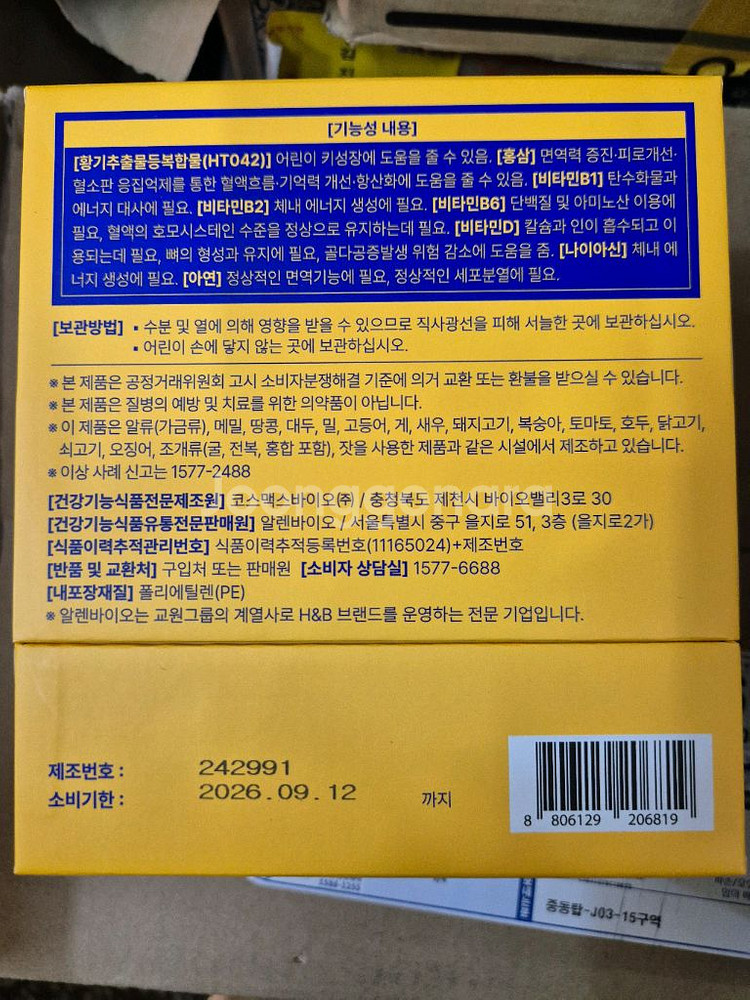 [기능성 내용]
[황기추출물등복합물(HT042)] 어린이 키성장에 도움을 줄 수 있음. [홍삼] 면역력 증진·피로개선·
혈소판 응집억제를 통한 혈액흐름·기억력 개선·항산화에 도움을 줄 수 있음. [비타민B1] 탄수화물과
에너지 대사에 필요. [비타민B2] 체내 에너지 생성에 필요. [비타민B6] 단백질 및 아미노산 이용에
필요, 혈액의 호모시스테인 수준을 정상으로 유지하는데 필요. [비타민D] 칼슘과 인이 흡수되고 이
용되는데 필요, 뼈의 형성과 유지에 필요, 골다공증발생 위험 감소에 도움을 줌. [나이아신] 체내 에
너지 생성에 필요. [아연] 정상적인 면역기능에 필요, 정상적인 세포분열에 필요.
[보관방법] ▪ 수분 및 열에 의해 영향을 받을 수 있으므로 직사광선을 피해 서늘한 곳에 보관하십시오.
▪ 어린이 손에 닿지 않는 곳에 보관하십시오.
※ 본 제품은 공정거래위원회 고시 소비자분쟁해결 기준에 의거 교환 또는 환불을 받으실 수 있습니다.
※ 본 제품은 질병의 예방 및 치료를 위한 의약품이 아닙니다.
※ 이 제품은 알류(가금류), 메밀, 땅콩, 대두, 밀, 고등어, 게, 새우, 돼지고기, 복숭아, 토마토, 호두, 닭고기,
쇠고기, 오징어, 조개류(굴, 전복, 홍합 포함), 잣을 사용한 제품과 같은 시설에서 제조하고 있습니다.
※ 이상 사례 신고는 1577-2488
[건강기능식품전문제조원] 코스맥스바이오(주) / 충청북도 제천시 바이오밸리3로 30
[건강기능식품유통전문판매원] 알렌바이오 / 서울특별시 중구 을지로 51, 3층 (을지로2가)
[식품이력추적관리번호] 식품이력추적등록번호(11165024)+제조번호
[반품 및 교환처] 구입처 또는 판매원 [소비자 상담실] 1577-6688
[내포장재질] 폴리에틸렌(PE)
※ 알렌바이오는 교원그룹의 계열사로 H&B 브랜드를 운영하는 전문 기업입니다.
Joonggonara
제조번호 : 242991
소비기한 : 2026.09.12 까지
8 806129 206819
중동탑-J03-15구역